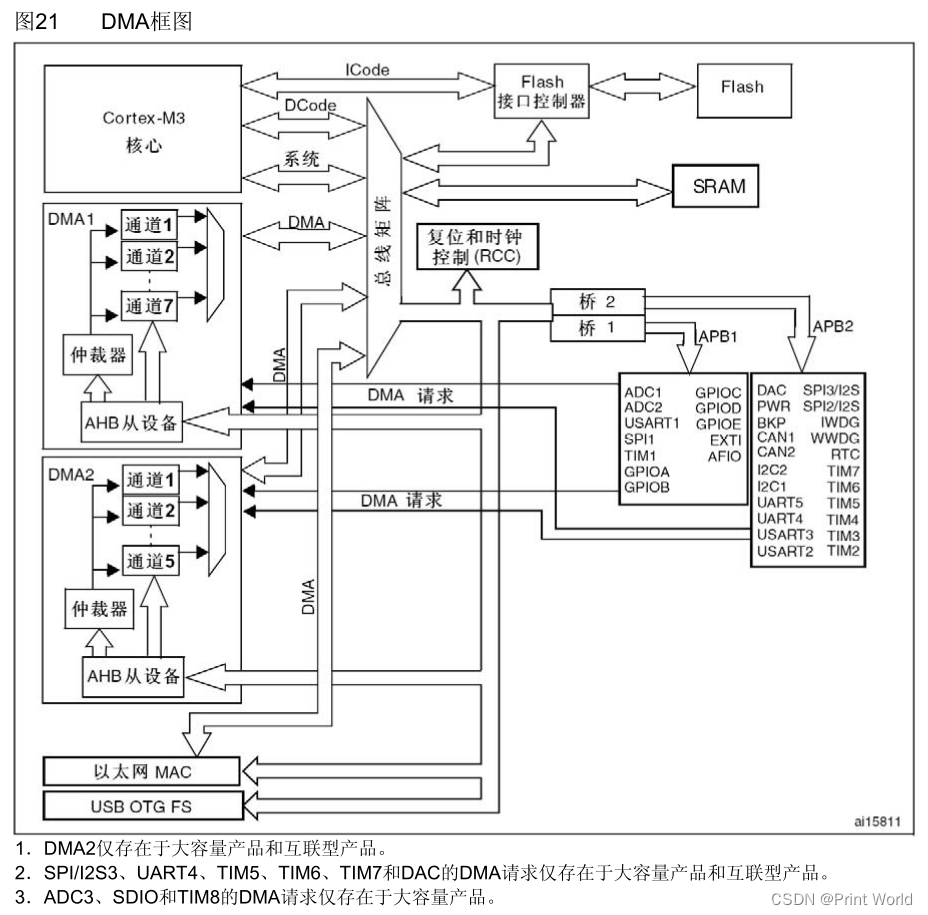 图21 DMA框图
ICode
Cortex-M3
核心
DCode
系统
DMA
Flash
接口控制器
Flash
SRAM
总线矩阵
复位和时钟
控制(RCC)
桥 2
桥 1
APB1
APB2
DMA1
通道1
通道2
通道7
仲裁器
AHB从设备
DMA
DMA 请求
ADC1 GPIOC
ADC2 GPIOD
USART1 GPIOE
SPI1 EXTI
TIM1 AFIO
GPIOA
GPIOB
DAC SPI3/I2S
PWR SPI2/I2S
BKP IWDG
CAN1 WWDG
CAN2 RTC
I2C2 TIM7
I2C1 TIM6
UART5 TIM5
UART4 TIM4
USART3 TIM3
USART2 TIM2
DMA2
通道1
通道2
通道5
仲裁器
AHB从设备
DMA 请求
DMA
以太网 MAC
USB OTG FS
ai15811
1. DMA2仅存在于大容量产品和互联型产品。
2. SPI/I2S3、UART4、TIM5、TIM6、TIM7和DAC的DMA请求仅存在于大容量产品和互联型产品。
3. ADC3、SDIO和TIM8的DMA请求仅存在于大容量产品。
CSDN @Print World